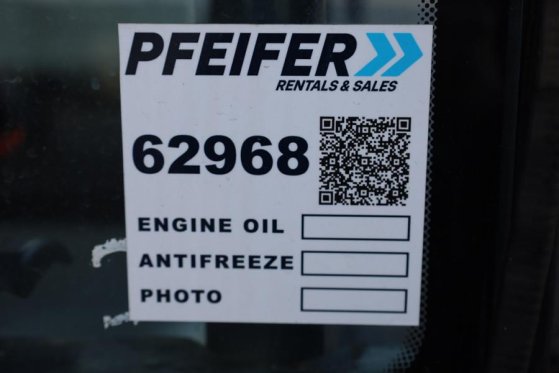 PFEIFER
RENTALS & SALES
62968
ENGINE OIL
ANTIFREEZE
PHOTO